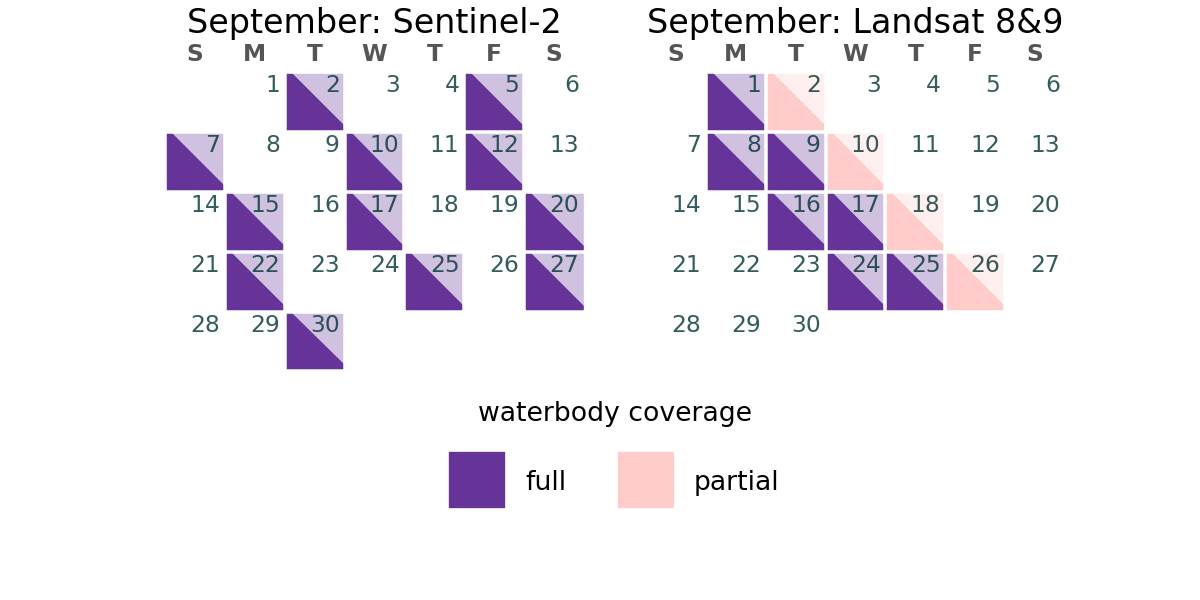 September: Sentinel-2
S M T W T F S
1 2 3 4 5 6
7 8 9 10 11 12 13
14 15 16 17 18 19 20
21 22 23 24 25 26 27
28 29 30
September: Landsat 8&9
S M T W T F S
1 2 3 4 5 6
7 8 9 10 11 12 13
14 15 16 17 18 19 20
21 22 23 24 25 26 27
28 29 30
waterbody coverage
full partial